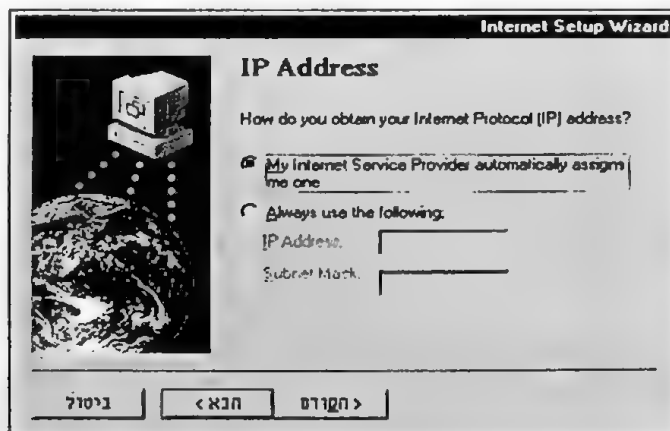 Internet Setup Wizard
IP Address
How do you obtain your Internet Protocol (IP) address?
My Internet Service Provider automatically assigns
me one
Always use the following:
IP Address:
Subnet Mask:
ביטול
הבא >
< הקודם